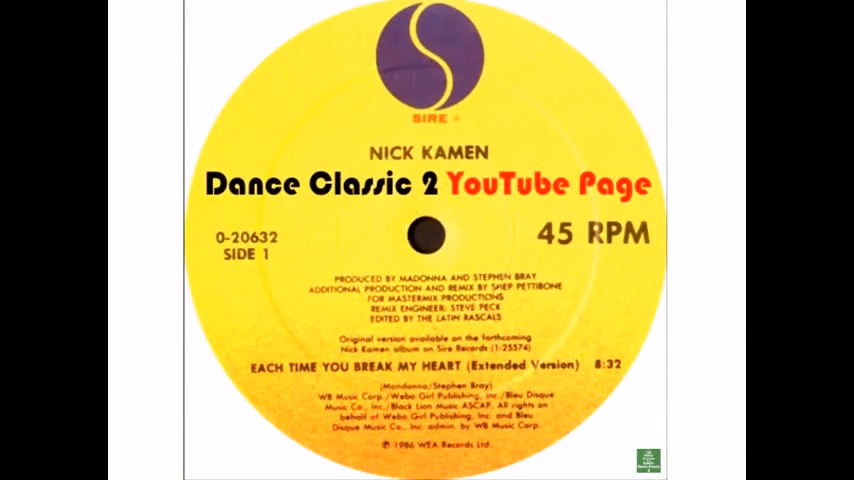 SIRE ®
NICK KAMEN
Dance Classic 2 YouTube Page
0-20632
SIDE 1
45 RPM
PRODUCED BY MADONNA AND STEPHEN BRAY
ADDITIONAL PRODUCTION AND REMIX BY SHEP PETTIBONE
FOR MASTERMIX PRODUCTIONS
REMIX ENGINEER: STEVE PECK
EDITED BY THE LATIN RASCALS
Original version available on the forthcoming
Nick Kamen album on Sire Records (1-25574)
EACH TIME YOU BREAK MY HEART (Extended Version) 8:32
(Mondonna/Stephen Bray)
WB Music Corp./Webo Girl Publishing, Inc./Bleu Disque
Music Co., Inc./Black Lion Music ASCAP. All rights on
behalf of Webo Girl Publishing, Inc. and Bleu
Disque Music Co., Inc. admin. by WB Music Corp.
℗ 1986 WEA Records Ltd.